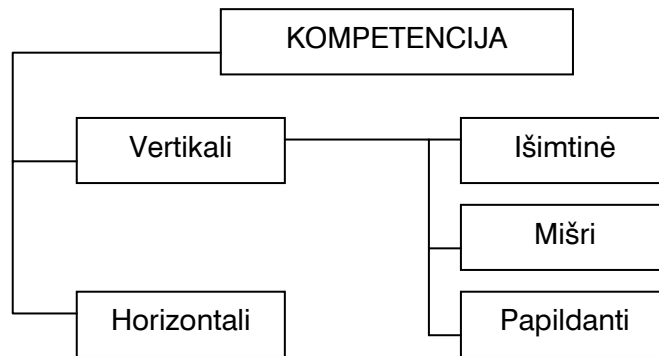 KOMPETENCIJA
Vertikali
Išimtinė
Mišri
Horizontali
Papildanti